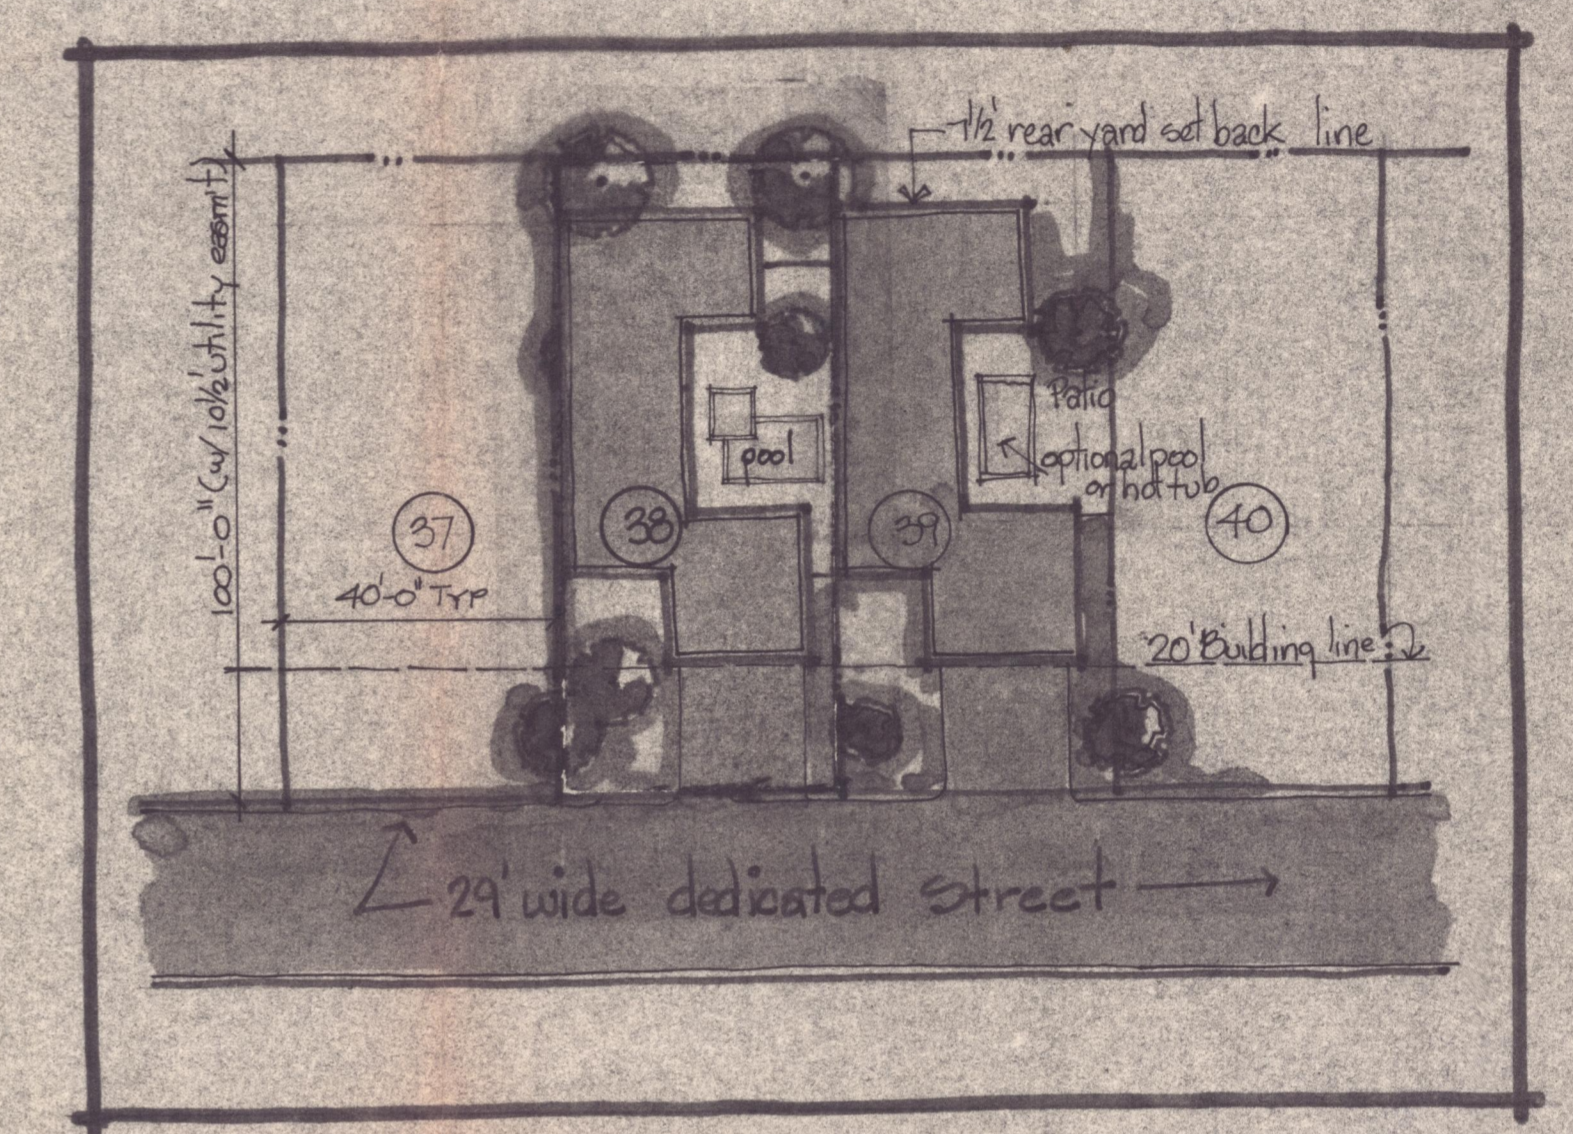 7½' rear yard set back line
100'-0" (w/ 10½' utility easm't)
Patio
pool
optional pool
or hot tub
37
38
39
40
40'-0" Typ
20' Building line
29' wide dedicated street